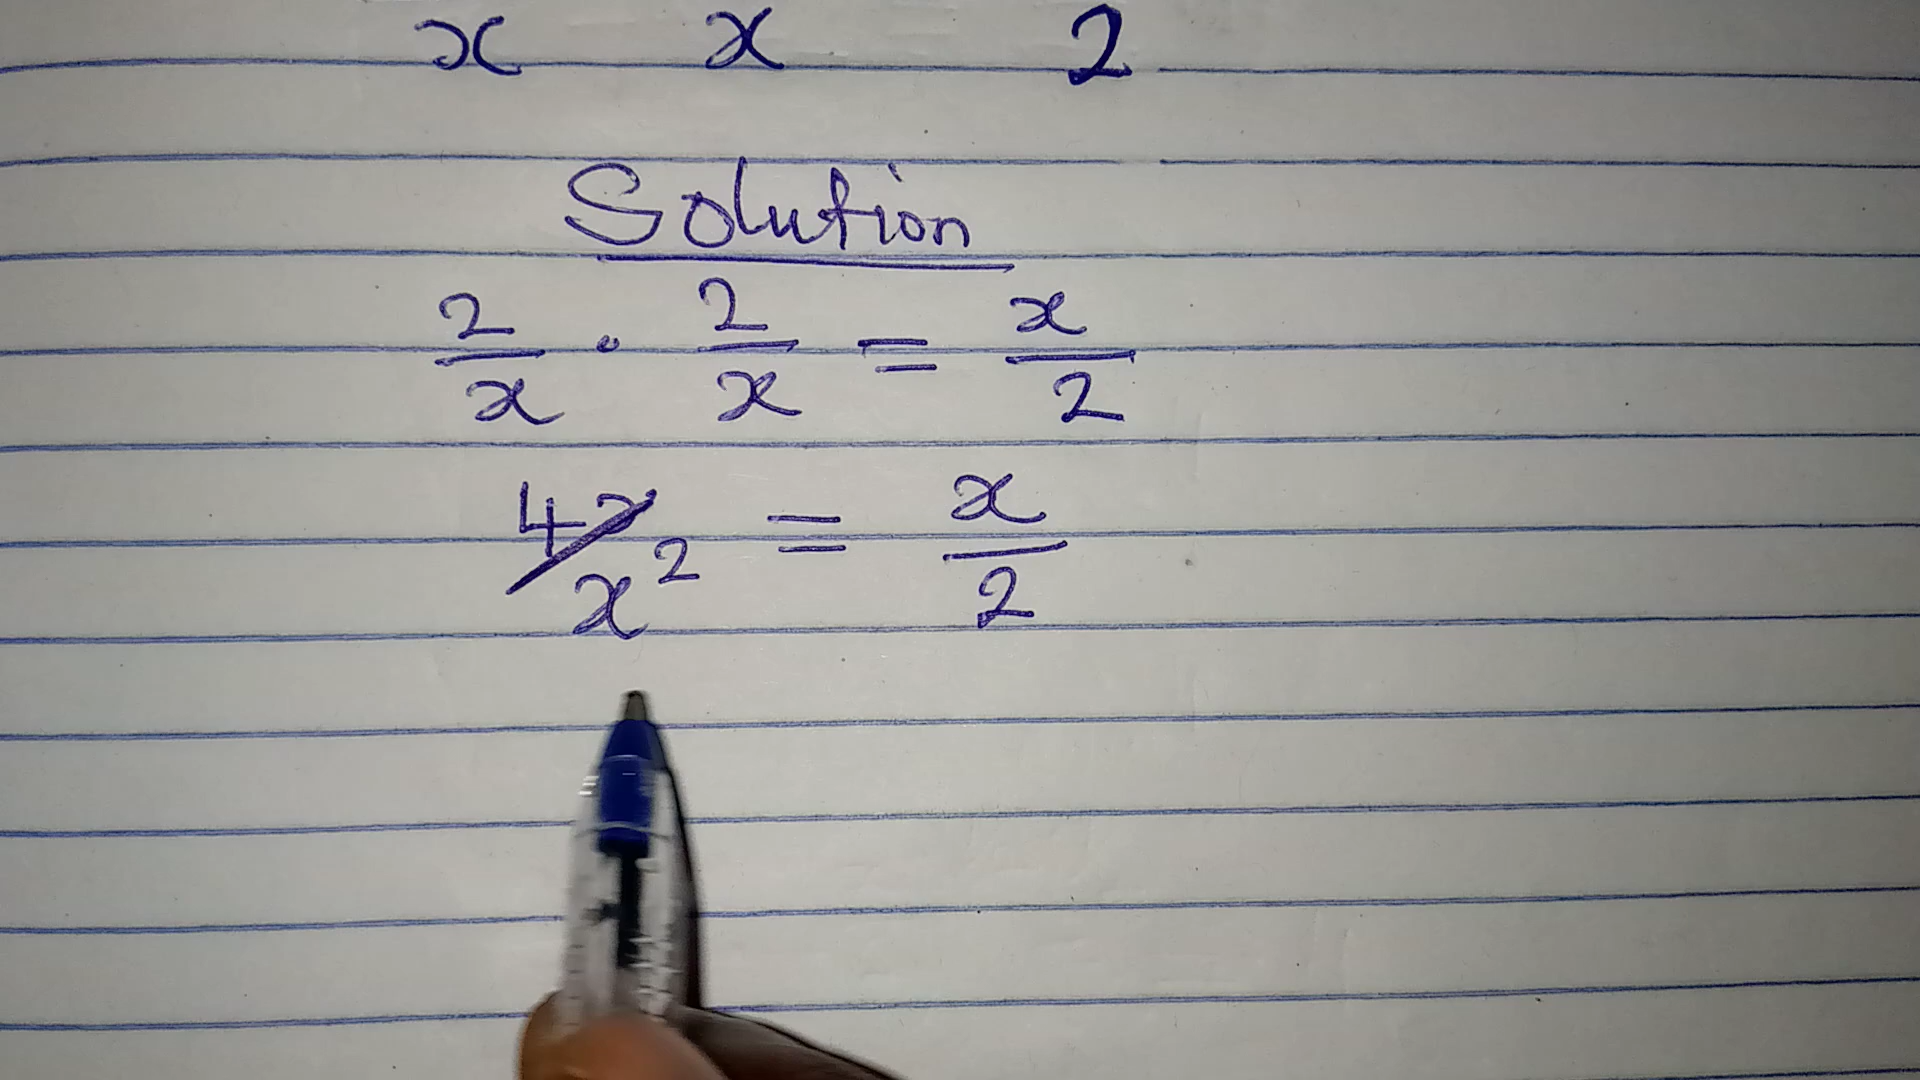 x x 2
Solution
2/x · 2/x = x/2
4/x² = x/2